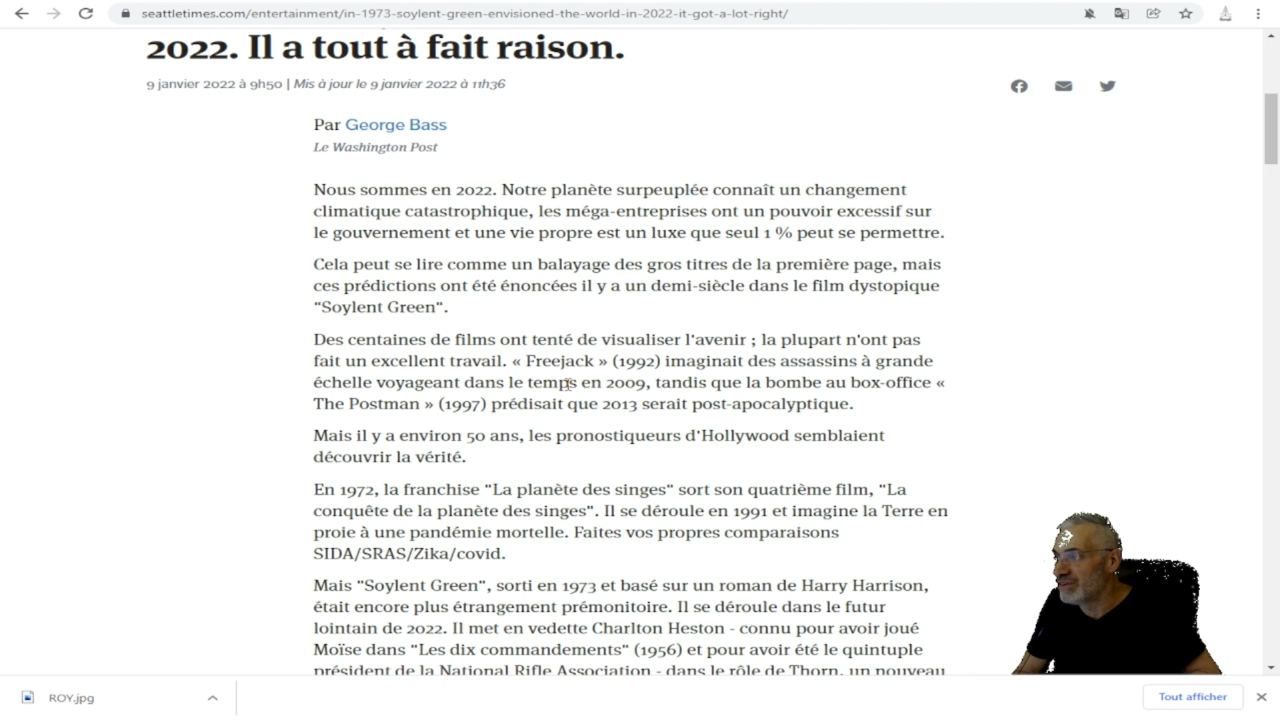 seattletimes.com/entertainment/in-1973-soylent-green-envisioned-the-world-in-2022-it-got-a-lot-right/
2022. Il a tout à fait raison.
9 janvier 2022 à 9h50 | Mis à jour le 9 janvier 2022 à 11h36
Par George Bass
Le Washington Post
Nous sommes en 2022. Notre planète surpeuplée connaît un changement
climatique catastrophique, les méga-entreprises ont un pouvoir excessif sur
le gouvernement et une vie propre est un luxe que seul 1 % peut se permettre.
Cela peut se lire comme un balayage des gros titres de la première page, mais
ces prédictions ont été énoncées il y a un demi-siècle dans le film dystopique
"Soylent Green".
Des centaines de films ont tenté de visualiser l'avenir ; la plupart n'ont pas
fait un excellent travail. « Freejack » (1992) imaginait des assassins à grande
échelle voyageant dans le temps en 2009, tandis que la bombe au box-office «
The Postman » (1997) prédisait que 2013 serait post-apocalyptique.
Mais il y a environ 50 ans, les pronostiqueurs d'Hollywood semblaient
découvrir la vérité.
En 1972, la franchise "La planète des singes" sort son quatrième film, "La
conquête de la planète des singes". Il se déroule en 1991 et imagine la Terre en
proie à une pandémie mortelle. Faites vos propres comparaisons
SIDA/SRAS/Zika/covid.
Mais "Soylent Green", sorti en 1973 et basé sur un roman de Harry Harrison,
était encore plus étrangement prémonitoire. Il se déroule dans le futur
lointain de 2022. Il met en vedette Charlton Heston - connu pour avoir joué
Moïse dans "Les dix commandements" (1956) et pour avoir été le quintuple
président de la National Rifle Association - dans le rôle de Thorn, un nouveau
ROY.jpg
Tout afficher